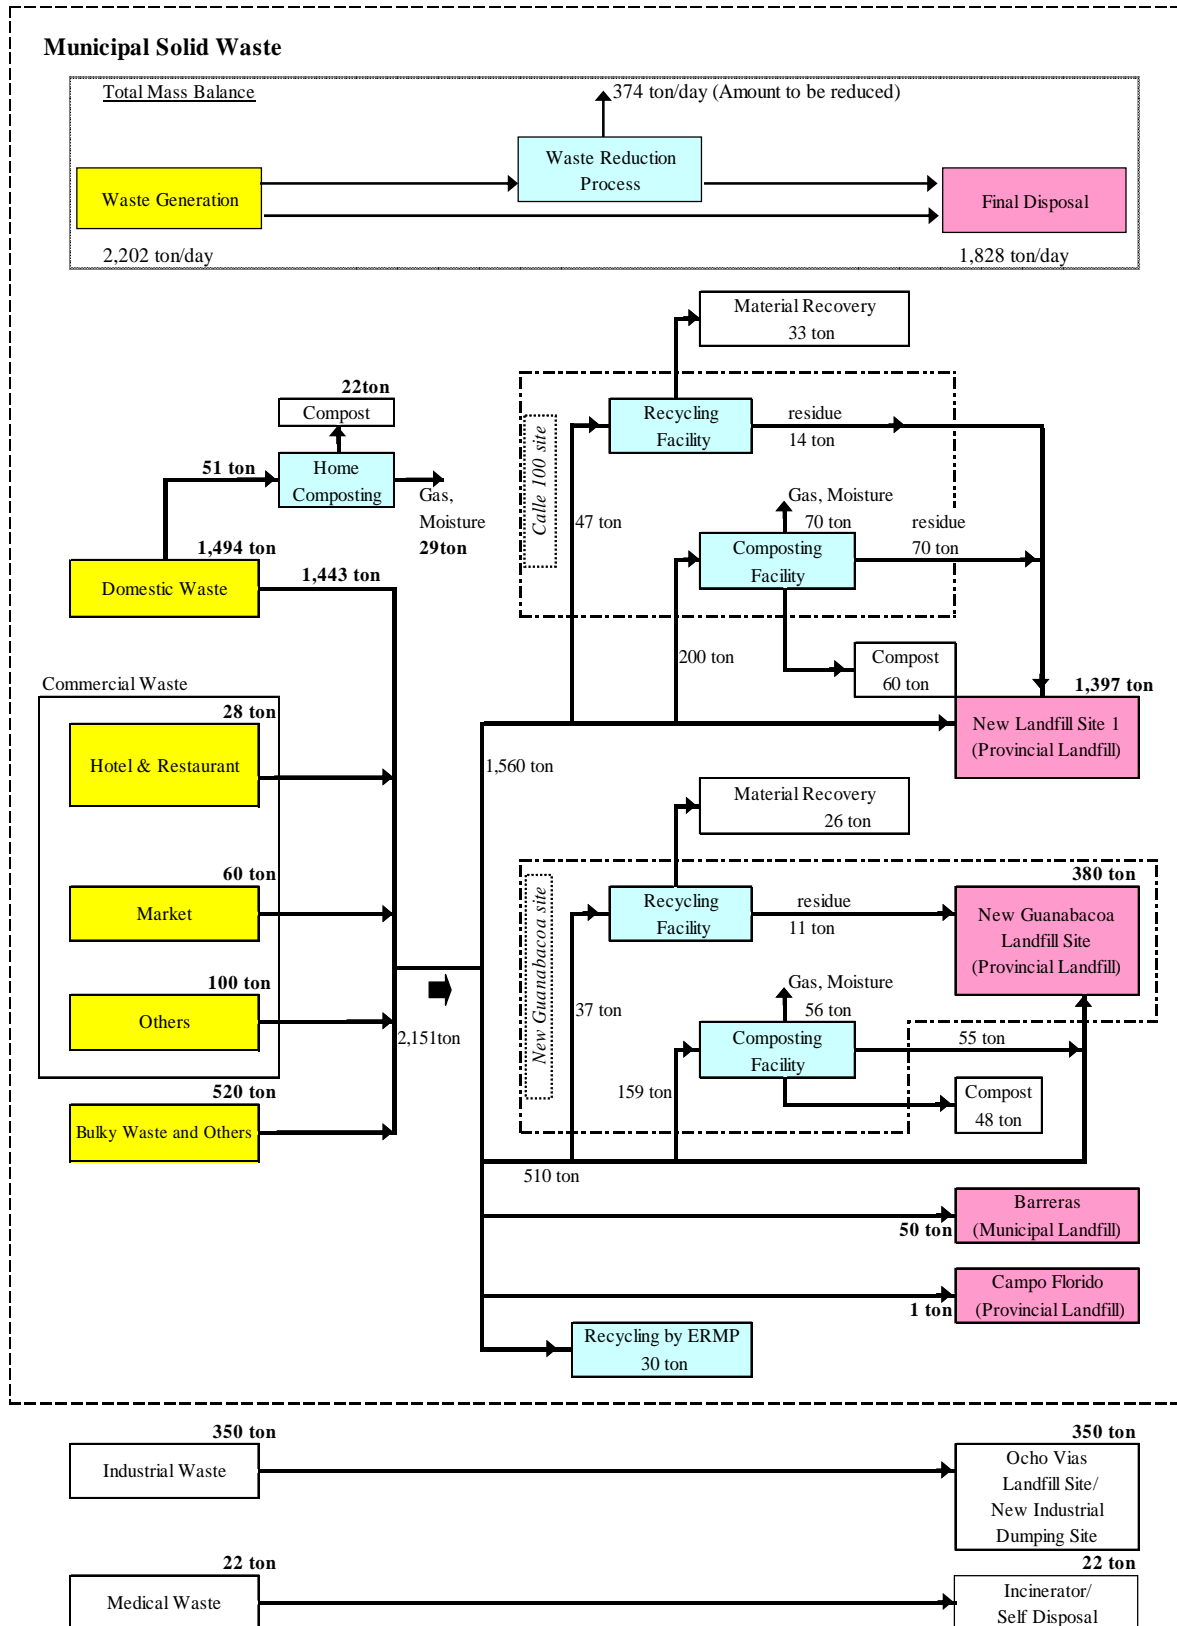 Municipal Solid Waste
Total Mass Balance
374 ton/day (Amount to be reduced)
Waste Reduction
Process
Waste Generation
Final Disposal
2,202 ton/day
1,828 ton/day
Material Recovery
33 ton
22ton
Compost
Recycling
Facility
residue
14 ton
Calle 100 site
51 ton
Home
Composting
Gas,
Moisture
29ton
47 ton
Gas, Moisture
70 ton
residue
70 ton
Composting
Facility
1,494 ton
Domestic Waste
1,443 ton
200 ton
Compost
60 ton
1,397 ton
New Landfill Site 1
(Provincial Landfill)
Commercial Waste
28 ton
Hotel & Restaurant
1,560 ton
Material Recovery
26 ton
60 ton
Market
New Guanabacoa site
Recycling
Facility
residue
11 ton
380 ton
New Guanabacoa
Landfill Site
(Provincial Landfill)
100 ton
Others
2,151ton
37 ton
Gas, Moisture
56 ton
Composting
Facility
55 ton
159 ton
Compost
48 ton
520 ton
Bulky Waste and Others
510 ton
Barreras
(Municipal Landfill)
50 ton
Campo Florido
(Provincial Landfill)
1 ton
Recycling by ERMP
30 ton
350 ton
Industrial Waste
350 ton
Ocho Vias
Landfill Site/
New Industrial
Dumping Site
22 ton
Medical Waste
22 ton
Incinerator/
Self Disposal